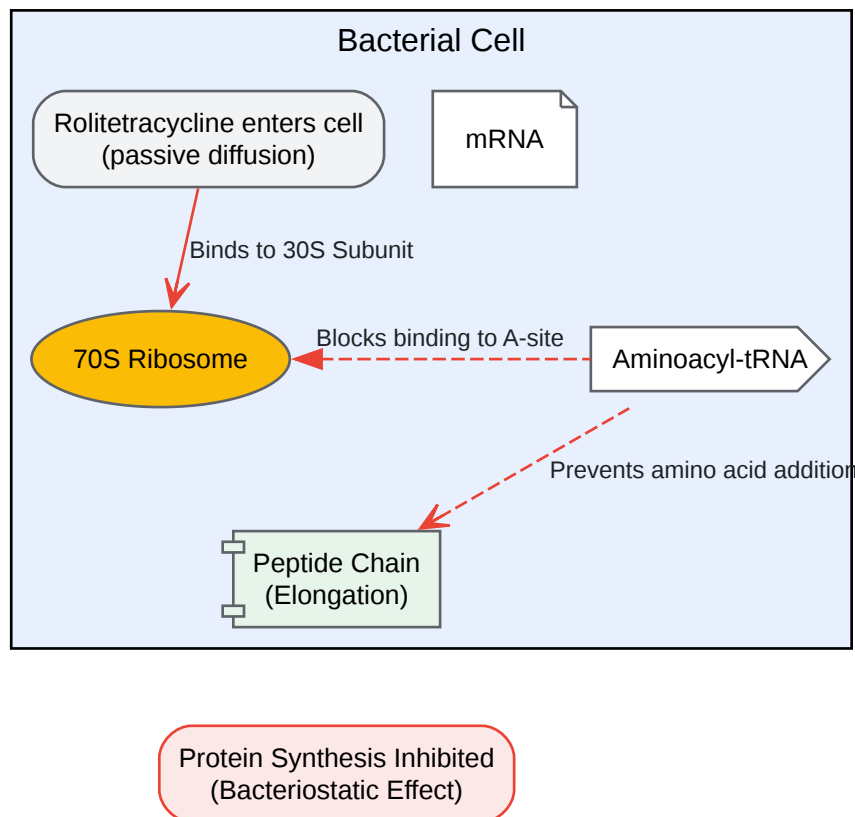 Bacterial Cell
Rolitetracycline enters cell
(passive diffusion)
mRNA
Binds to 30S Subunit
Blocks binding to A-site
70S Ribosome
Aminoacyl-tRNA
Prevents amino acid addition
Peptide Chain
(Elongation)
Protein Synthesis Inhibited
(Bacteriostatic Effect)